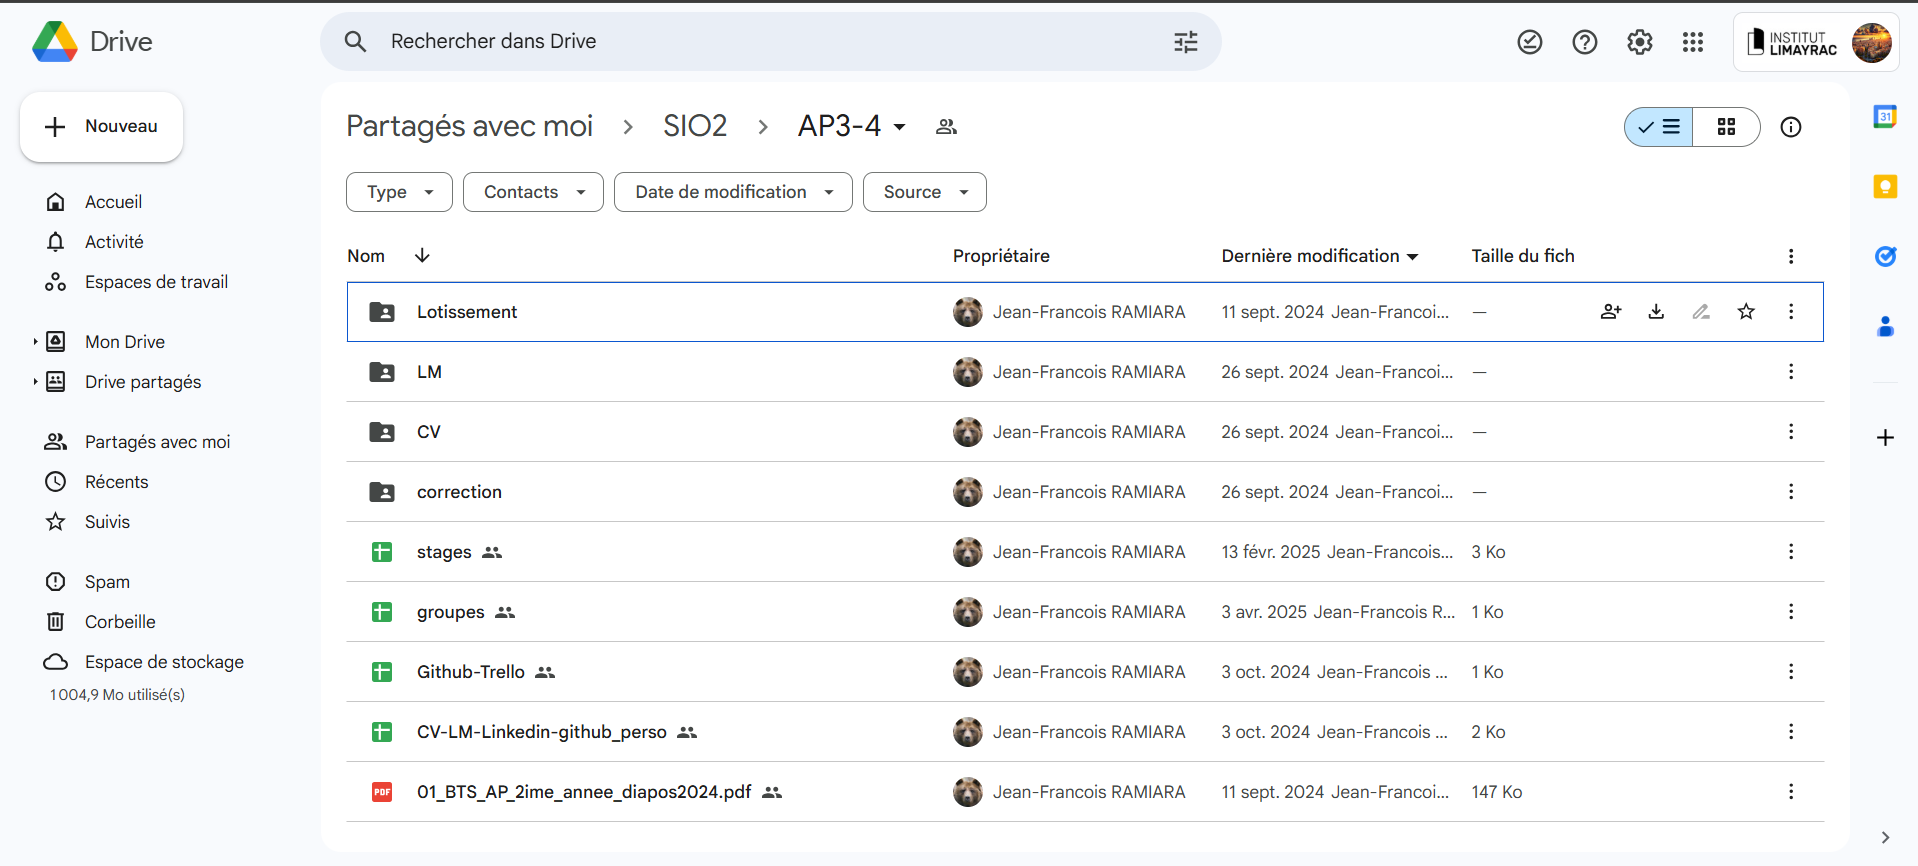 Drive
Rechercher dans Drive
INSTITUT
LIMAYRAC
Nouveau
Accueil
Activité
Espaces de travail
Mon Drive
Drive partagés
Partagés avec moi
Récents
Suivis
Spam
Corbeille
Espace de stockage
1 004,9 Mo utilisé(s)
Partagés avec moi SIO2 AP3-4
Type Contacts Date de modification Source
Nom Propriétaire Dernière modification Taille du fich
Lotissement Jean-Francois RAMIARA 11 sept. 2024 Jean-Francoi... —
LM Jean-Francois RAMIARA 26 sept. 2024 Jean-Francoi... —
CV Jean-Francois RAMIARA 26 sept. 2024 Jean-Francoi... —
correction Jean-Francois RAMIARA 26 sept. 2024 Jean-Francoi... —
stages Jean-Francois RAMIARA 13 févr. 2025 Jean-Francois... 3 Ko
groupes Jean-Francois RAMIARA 3 avr. 2025 Jean-Francois R... 1 Ko
Github-Trello Jean-Francois RAMIARA 3 oct. 2024 Jean-Francois ... 1 Ko
CV-LM-Linkedin-github_perso Jean-Francois RAMIARA 3 oct. 2024 Jean-Francois ... 2 Ko
PDF 01_BTS_AP_2ime_annee_diapos2024.pdf Jean-Francois RAMIARA 11 sept. 2024 Jean-Francoi... 147 Ko
31